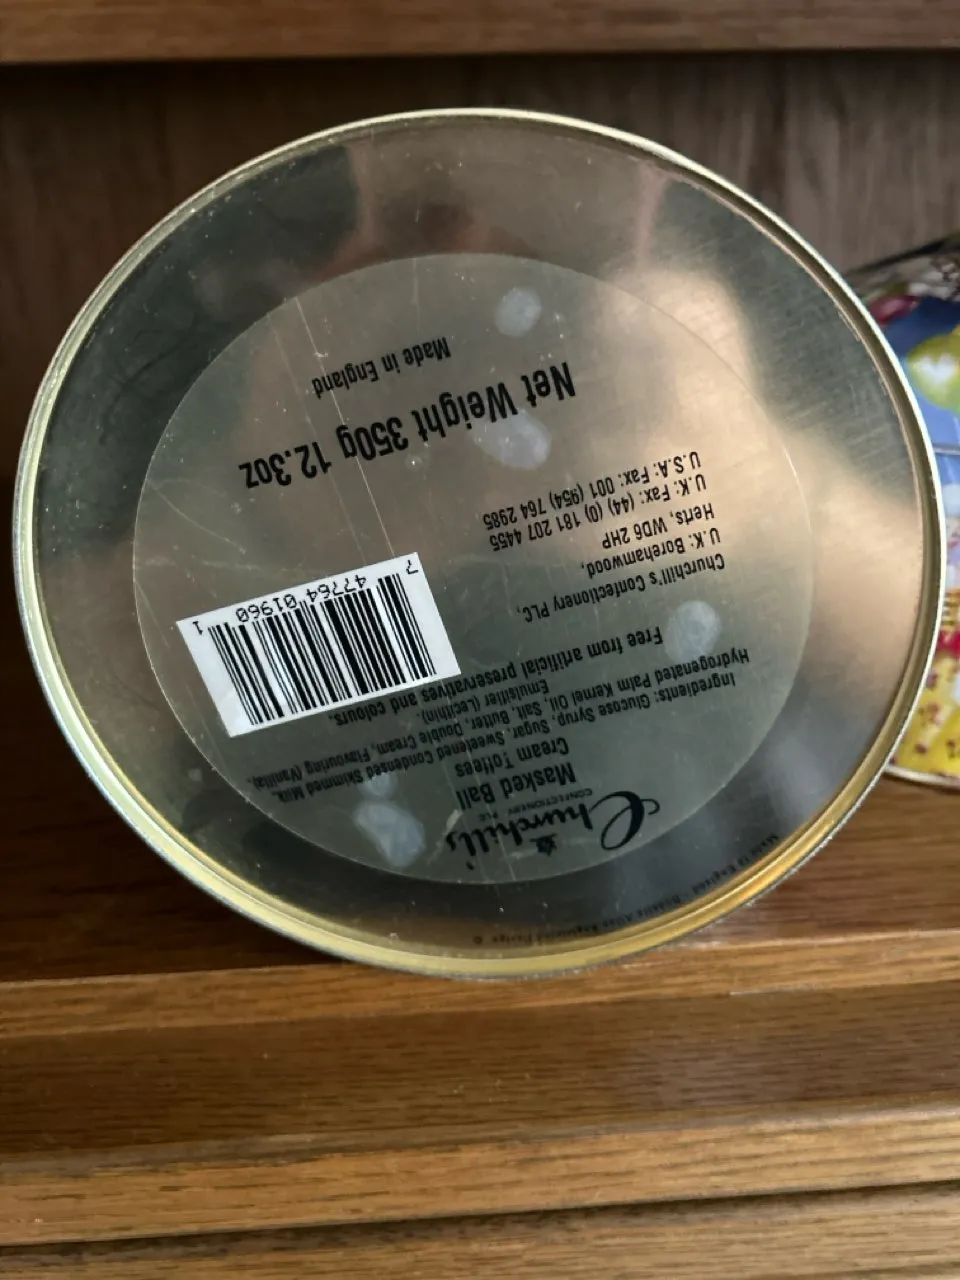 Churchill's
CONFECTIONERY PLC
Masked Ball
Cream Toffees
Ingredients: Glucose Syrup, Sugar, Sweetened Condensed Skimmed Milk,
Hydrogenated Palm Kernel Oil, Salt, Butter, Double Cream, Flavouring (Vanilla),
Emulsifier (Lecithin).
Free from artificial preservatives and colours.
Churchill's Confectionery PLC,
U.K: Borehamwood,
Herts, WD6 2HP
U.K: Fax: (44) (0) 181 207 4455
U.S.A: Fax: 001 (954) 764 2985
7 47764 01960 1
Net Weight 350g 12.3oz
Made in England
Made in England